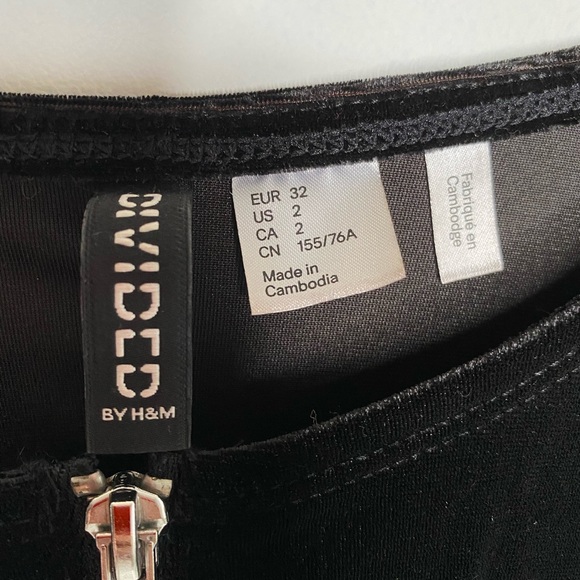 DIVIDED
BY H&M
EUR 32
US 2
CA 2
CN 155/76A
Made in
Cambodia
Fabriqué en
Cambodge